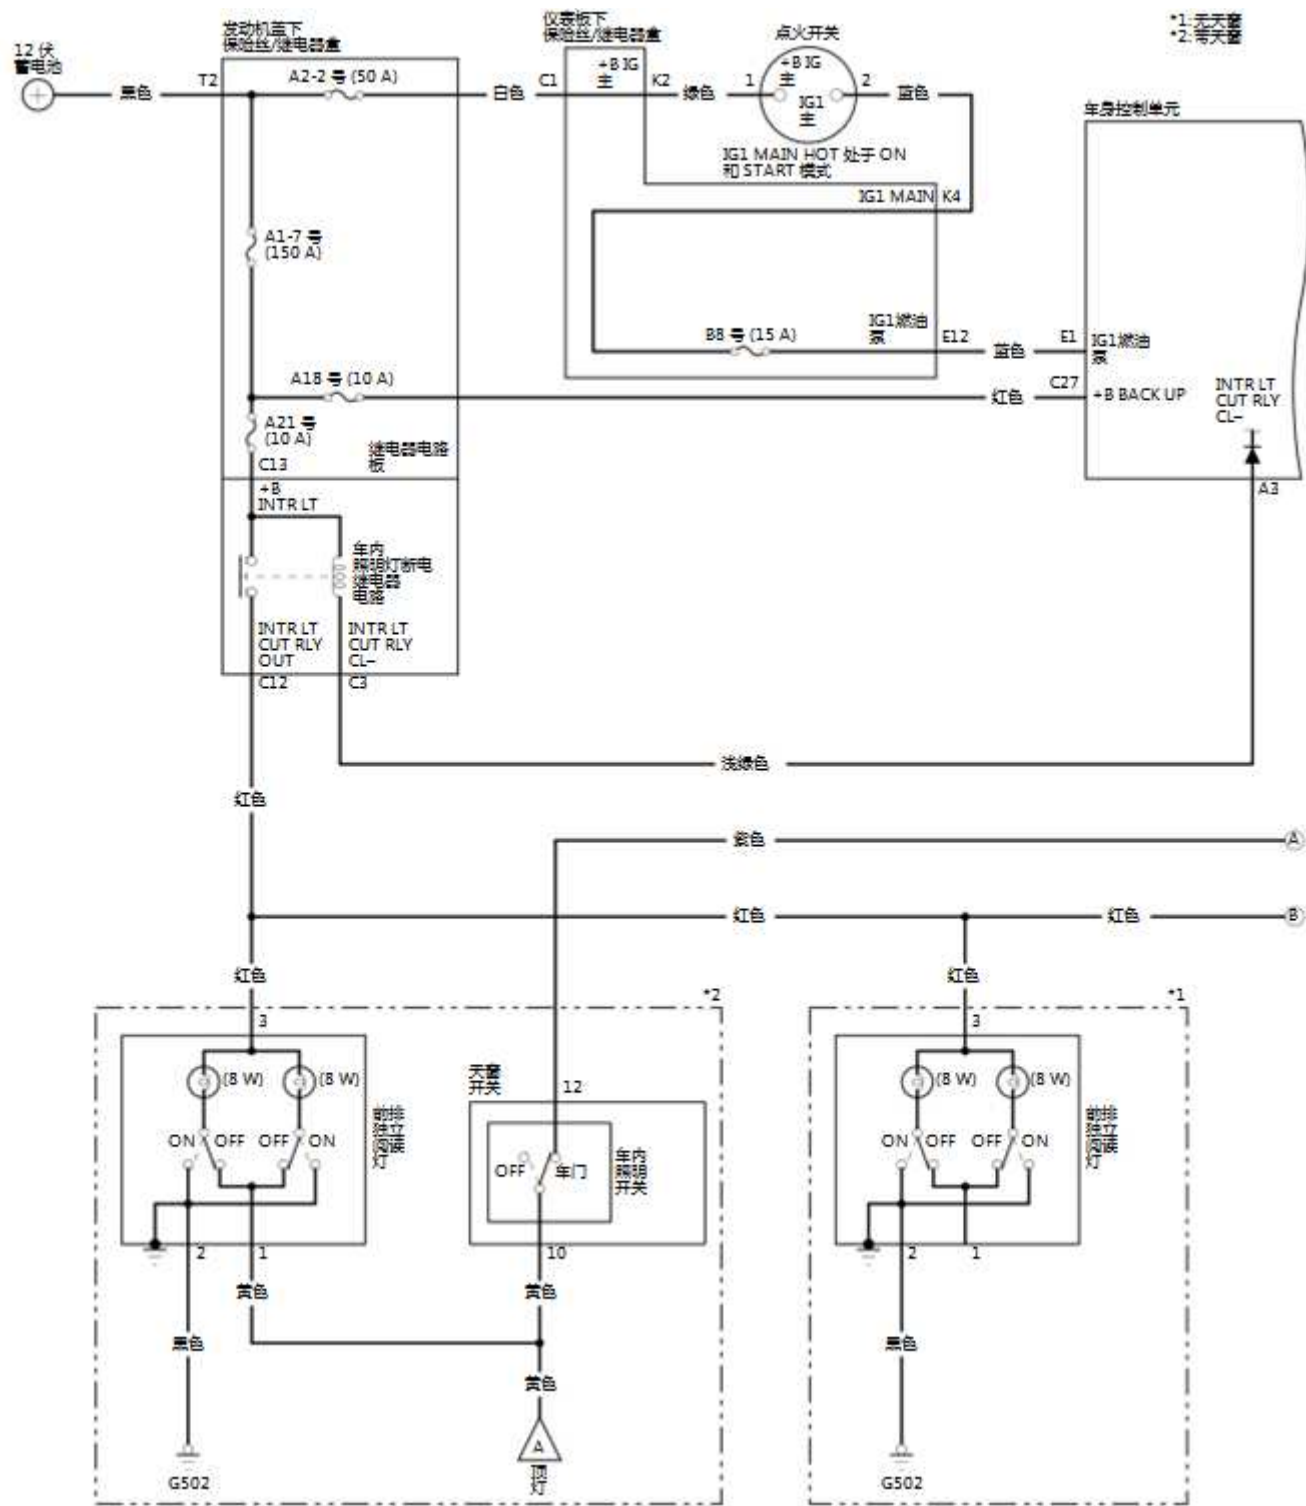 发动机盖下
保险丝/继电器盒
仪表板下
保险丝/继电器盒
点火开关
*1:无天窗
*2:带天窗
12 伏
蓄电池
黑色
T2
A2-2 号 (50 A)
白色
C1
+B IG
主
K2
绿色
1
+B IG
主
IG1
主
2
蓝色
车身控制单元
IG1 MAIN HOT 处于 ON
和 START 模式
IG1 MAIN
K4
A1-7 号
(150 A)
B8 号 (15 A)
IG1燃油
泵
E12
蓝色
E1
IG1燃油
泵
A18 号 (10 A)
红色
C27
+B BACK UP
INTR LT
CUT RLY
CL−
A21 号
(10 A)
C13
继电器电路
板
A3
+B
INTR LT
车内
照明灯断电
继电器
电路
INTR LT
CUT RLY
OUT
INTR LT
CUT RLY
CL−
C12
C3
浅绿色
红色
紫色
A
红色
红色
B
红色
红色
*2
*1
3
3
(8 W)
(8 W)
天窗
开关
12
(8 W)
(8 W)
ON
OFF
OFF
ON
前排
独立
阅读
灯
OFF
车门
车内
照明
开关
ON
OFF
OFF
ON
前排
独立
阅读
灯
2
1
10
2
1
黄色
黄色
黑色
黑色
黄色
A
顶
灯
G502
G502